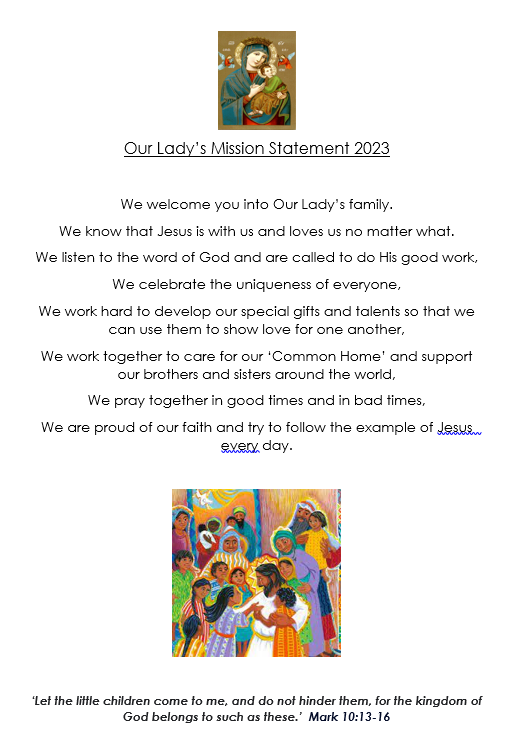 Our Lady’s Mission Statement 2023
We welcome you into Our Lady’s family.
We know that Jesus is with us and loves us no matter what.
We listen to the word of God and are called to do His good work,
We celebrate the uniqueness of everyone,
We work hard to develop our special gifts and talents so that we
can use them to show love for one another,
We work together to care for our ‘Common Home’ and support
our brothers and sisters around the world,
We pray together in good times and in bad times,
We are proud of our faith and try to follow the example of Jesus
every day.
‘Let the little children come to me, and do not hinder them, for the kingdom of
God belongs to such as these.’  Mark 10:13-16